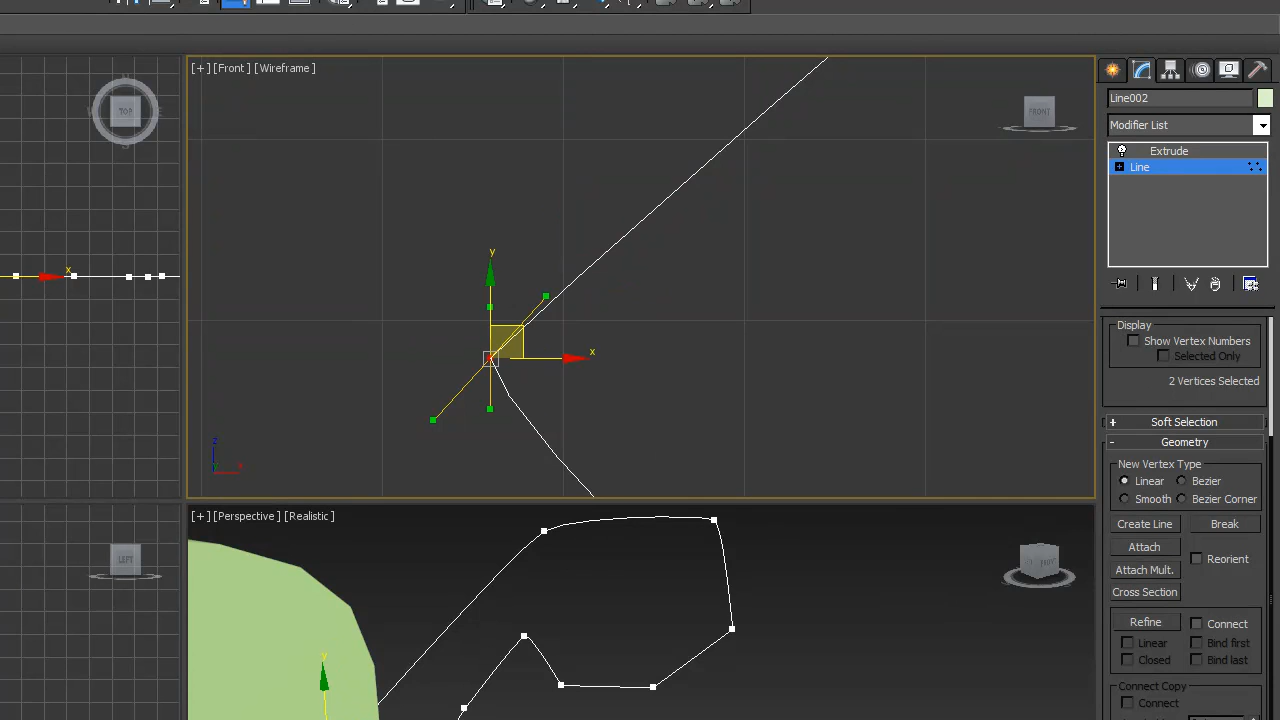 TOP
x
[+] [Front] [Wireframe]
FRONT
y
x
z
x
[+] [Perspective] [Realistic]
LEFT
y
Line002
Modifier List
Extrude
Line
Display
Show Vertex Numbers
Selected Only
2 Vertices Selected
+ Soft Selection
- Geometry
New Vertex Type
Linear Bezier
Smooth Bezier Corner
Create Line Break
Attach
Reorient
Attach Mult.
Cross Section
Refine Connect
Linear Bind first
Closed Bind last
Connect Copy
Connect